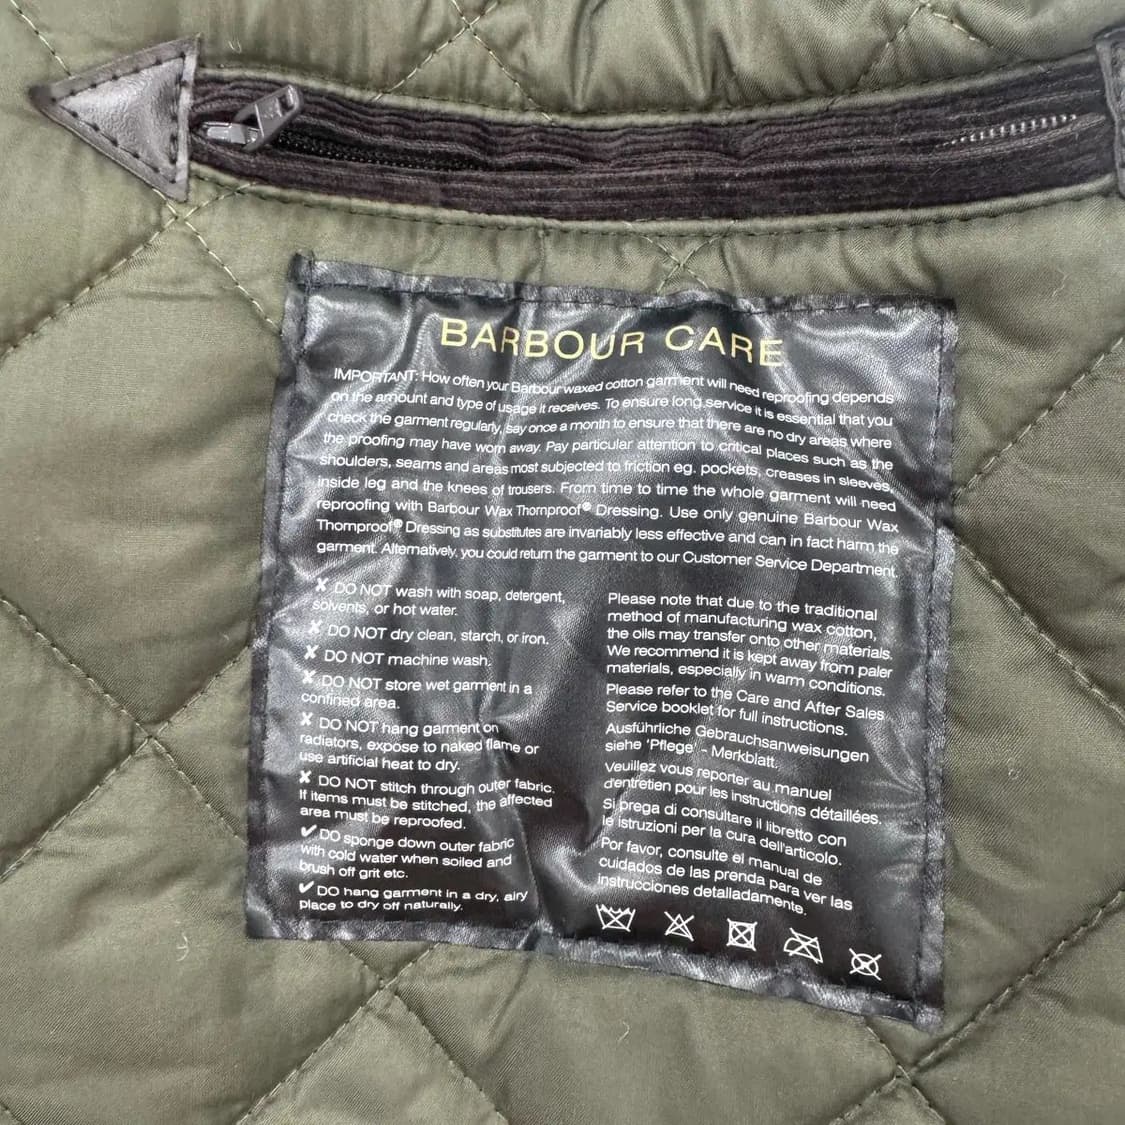 BARBOUR CARE
IMPORTANT: How often your Barbour waxed cotton garment will need reproofing depends
on the amount and type of usage it receives. To ensure long service it is essential that you
check the garment regularly, say once a month to ensure that there are no dry areas where
the proofing may have worn away. Pay particular attention to critical places such as the
shoulders, seams and areas most subjected to friction eg. pockets, creases in sleeves,
inside leg and the knees of trousers. From time to time the whole garment will need
reproofing with Barbour Wax Thornproof® Dressing. Use only genuine Barbour Wax
Thornproof® Dressing as substitutes are invariably less effective and can in fact harm the
garment. Alternatively, you could return the garment to our Customer Service Department.
✘ DO NOT wash with soap, detergent,
solvents, or hot water.
✘ DO NOT dry clean, starch, or iron.
✘ DO NOT machine wash.
✘ DO NOT store wet garment in a
confined area.
✘ DO NOT hang garment on
radiators, expose to naked flame or
use artificial heat to dry.
✘ DO NOT stitch through outer fabric.
If items must be stitched, the affected
area must be reproofed.
✔ DO sponge down outer fabric
with cold water when soiled and
brush off grit etc.
✔ DO hang garment in a dry, airy
place to dry off naturally.
Please note that due to the traditional
method of manufacturing wax cotton,
the oils may transfer onto other materials.
We recommend it is kept away from paler
materials, especially in warm conditions.
Please refer to the Care and After Sales
Service booklet for full instructions.
Ausführliche Gebrauchsanweisungen
siehe 'Pflege' - Merkblatt.
Veuillez vous reporter au manuel
d'entretien pour les instructions détaillées.
Si prega di consultare il libretto con
le istruzioni per la cura dell'articolo.
Por favor, consulte el manual de
cuidados de las prenda para ver las
instrucciones detalladamente.